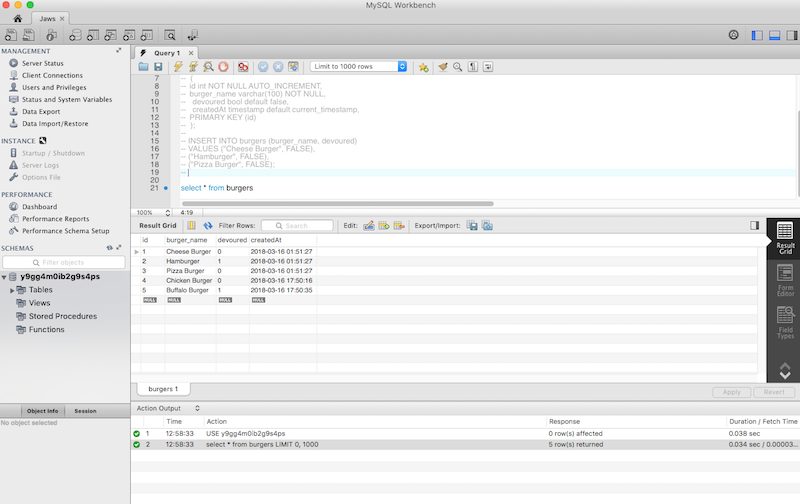 MySQL Workbench
Jaws
MANAGEMENT
Server Status
Client Connections
Users and Privileges
Status and System Variables
Data Export
Data Import/Restore
INSTANCE
Startup / Shutdown
Server Logs
Options File
PERFORMANCE
Dashboard
Performance Reports
Performance Schema Setup
SCHEMAS
Filter objects
y9gg4m0ib2g9s4ps
Tables
Views
Stored Procedures
Functions
Object Info Session
No object selected
Query 1
Limit to 1000 rows
7 -- (
8 -- id int NOT NULL AUTO_INCREMENT,
9 -- burger_name varchar(100) NOT NULL,
10 -- devoured bool default false,
11 -- createdAt timestamp default current_timestamp,
12 -- PRIMARY KEY (id)
13 -- );
14 --
15 -- INSERT INTO burgers (burger_name, devoured)
16 -- VALUES ("Cheese Burger", FALSE),
17 -- ("Hamburger", FALSE),
18 -- ("Pizza Burger", FALSE);
19 --
20
21 select * from burgers
100% 4:19
Result Grid Filter Rows: Search Edit: Export/Import:
id burger_name devoured createdAt
1 Cheese Burger 0 2018-03-16 01:51:27
2 Hamburger 1 2018-03-16 01:51:27
3 Pizza Burger 0 2018-03-16 01:51:27
4 Chicken Burger 0 2018-03-16 17:50:16
5 Buffalo Burger 1 2018-03-16 17:50:35
NULL NULL NULL NULL
Result
Grid
Form
Editor
Field
Types
burgers 1
Apply Revert
Action Output
Time Action Response Duration / Fetch Time
1 12:58:33 USE y9gg4m0ib2g9s4ps 0 row(s) affected 0.038 sec
2 12:58:33 select * from burgers LIMIT 0, 1000 5 row(s) returned 0.034 sec / 0.00003...